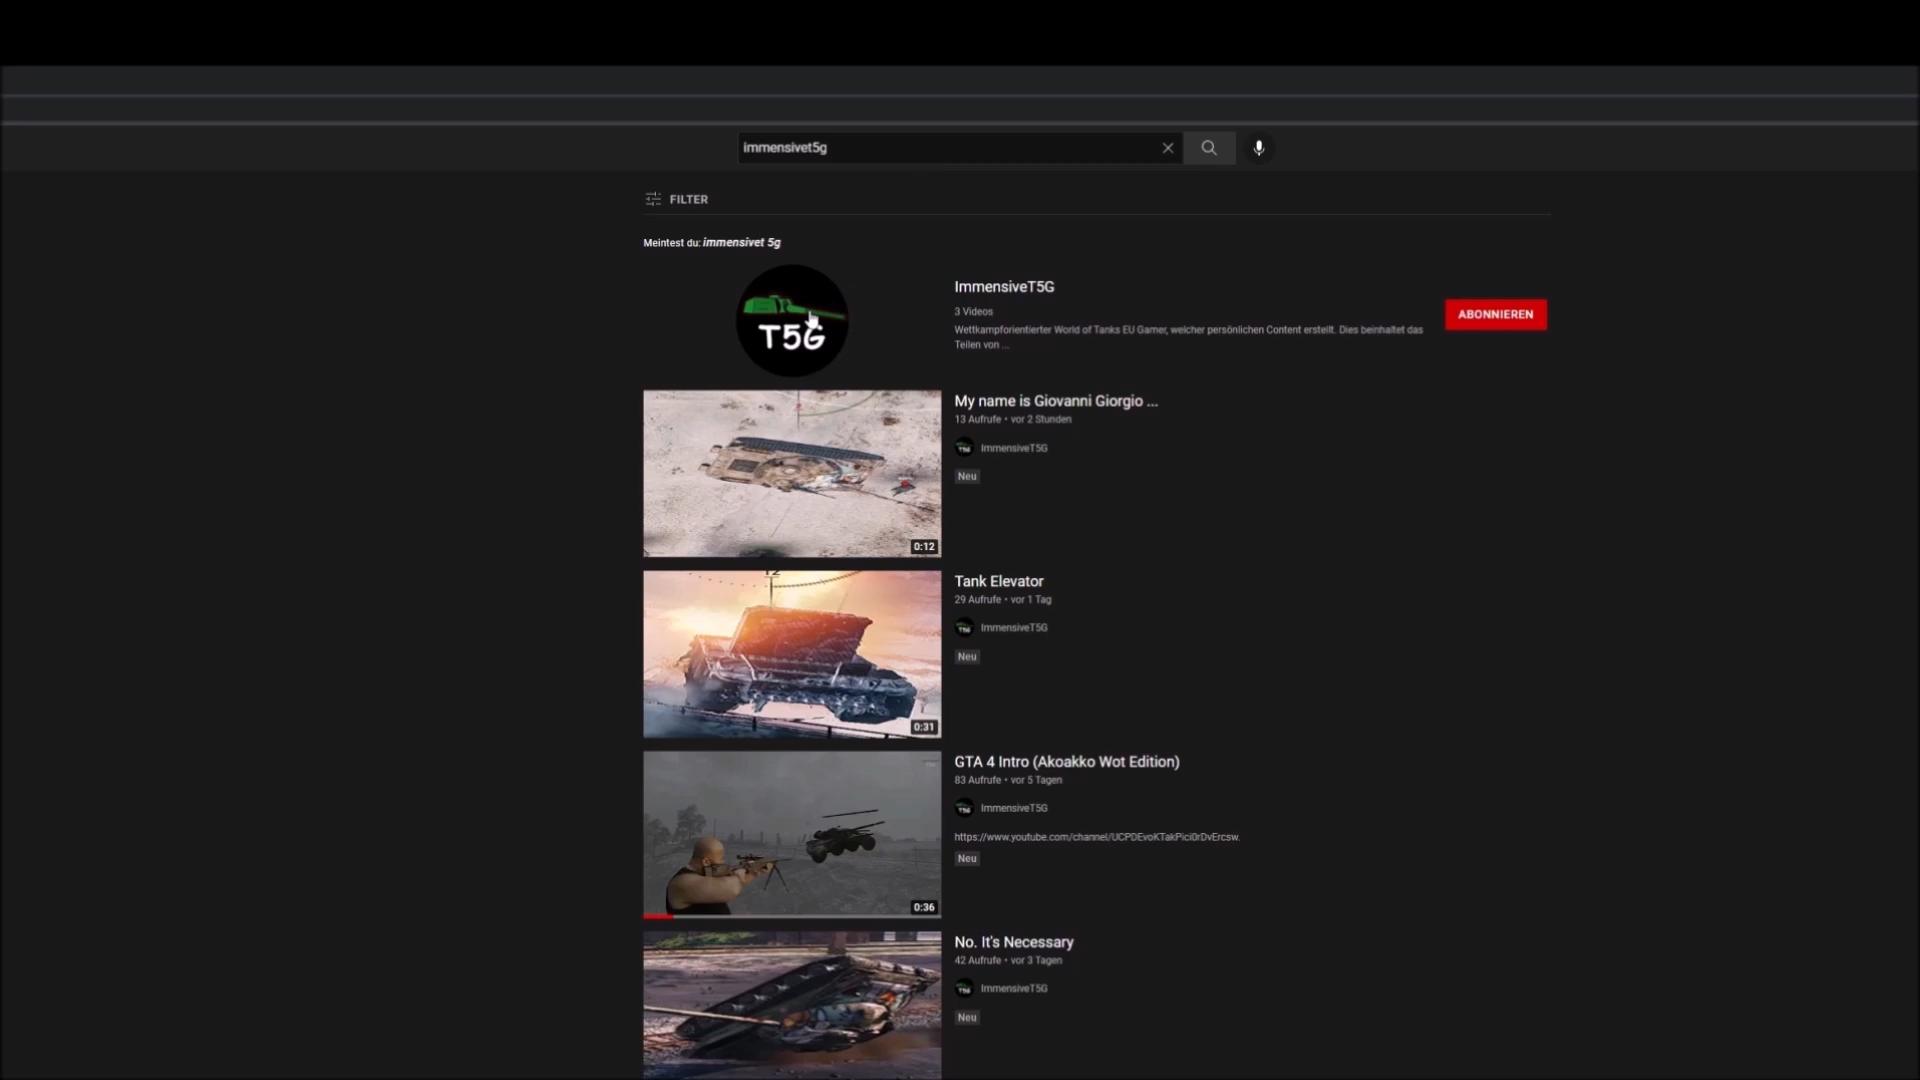 immensivet5g
FILTER
Meintest du: immensivet 5g
T5G
ImmensiveT5G
3 Videos
Wettkampforientierter World of Tanks EU Gamer, welcher persönlichen Content erstellt. Dies beinhaltet das
Teilen von ...
ABONNIEREN
My name is Giovanni Giorgio ...
13 Aufrufe • vor 2 Stunden
ImmensiveT5G
Neu
0:12
Tank Elevator
29 Aufrufe • vor 1 Tag
ImmensiveT5G
Neu
0:31
GTA 4 Intro (Akoakko Wot Edition)
83 Aufrufe • vor 5 Tagen
ImmensiveT5G
https://www.youtube.com/channel/UCPDEvoKTakPici0rDvErcsw.
Neu
0:36
No. It's Necessary
42 Aufrufe • vor 3 Tagen
ImmensiveT5G
Neu